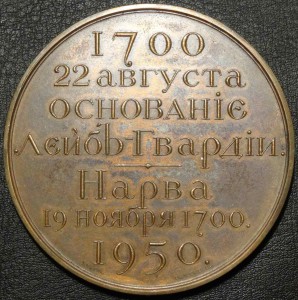 1700
22 августа
основаніе
Лейбъ-Гвардіи.
Нарва
19 ноября 1700.
1950.